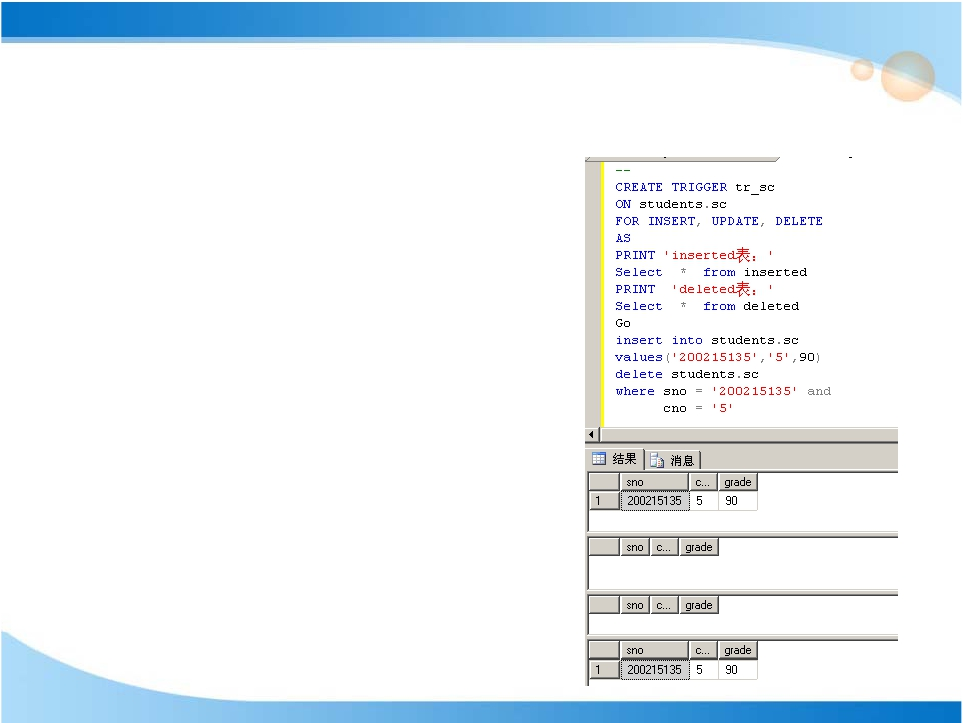 --
CREATE TRIGGER tr_sc
ON students.sc
FOR INSERT, UPDATE, DELETE
AS
PRINT 'inserted表：'
Select * from inserted
PRINT 'deleted表：'
Select * from deleted
Go
insert into students.sc
values('200215135','5',90)
delete students.sc
where sno = '200215135' and
cno = '5'
结果 消息
sno c... grade
1 200215135 5 90
sno c... grade
sno c... grade
sno c... grade
1 200215135 5 90